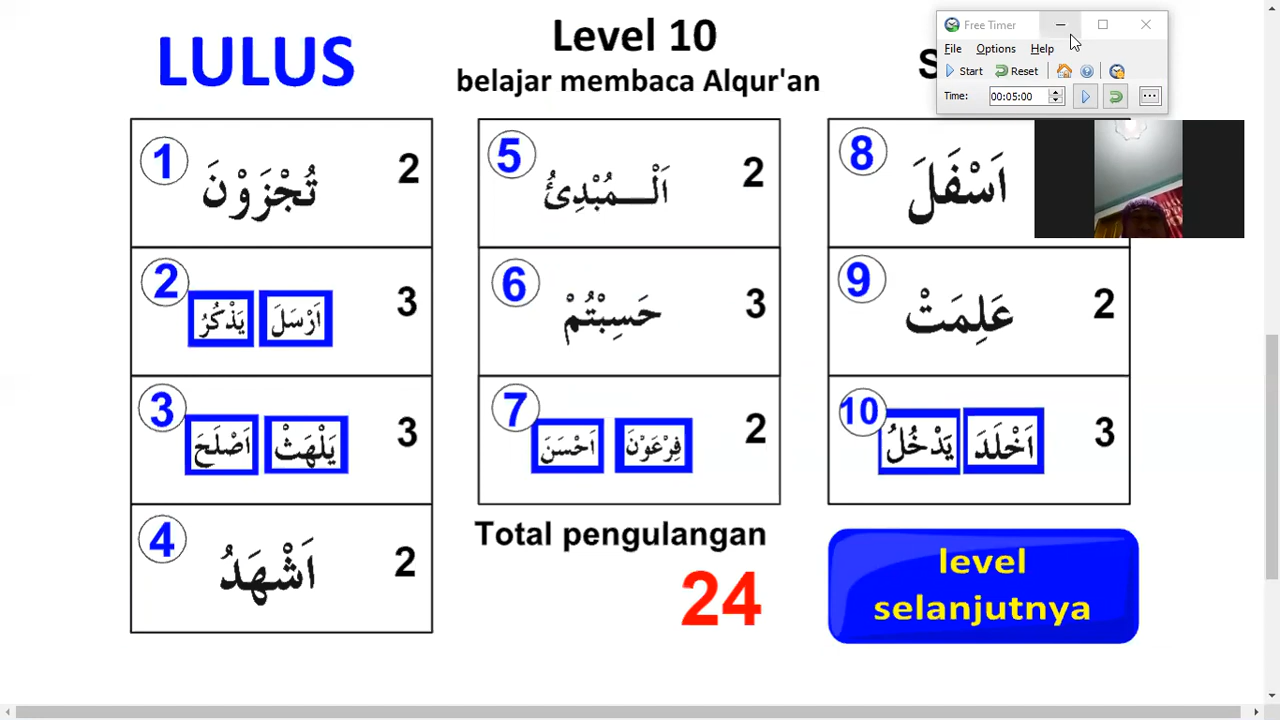 LULUS
Level 10
belajar membaca Alqur'an
S
Free Timer
File Options Help
Start Reset
Time: 00:05:00
1 تُجْزَوْنَ 2
2 اَرْسَلَ يَذْكُرُ 3
3 يَلْهَثْ اَصْلَحَ 3
4 اَشْهَدُ 2
5 اَلْـــمُبْدِئُ 2
6 حَسِبْتُمْ 3
7 فِرْعَوْنَ اَحْسَنَ 2
8 اَسْفَلَ
9 عَلِمَتْ 2
10 اَخْلَدَ يَدْخُلُ 3
Total pengulangan
24
level
selanjutnya